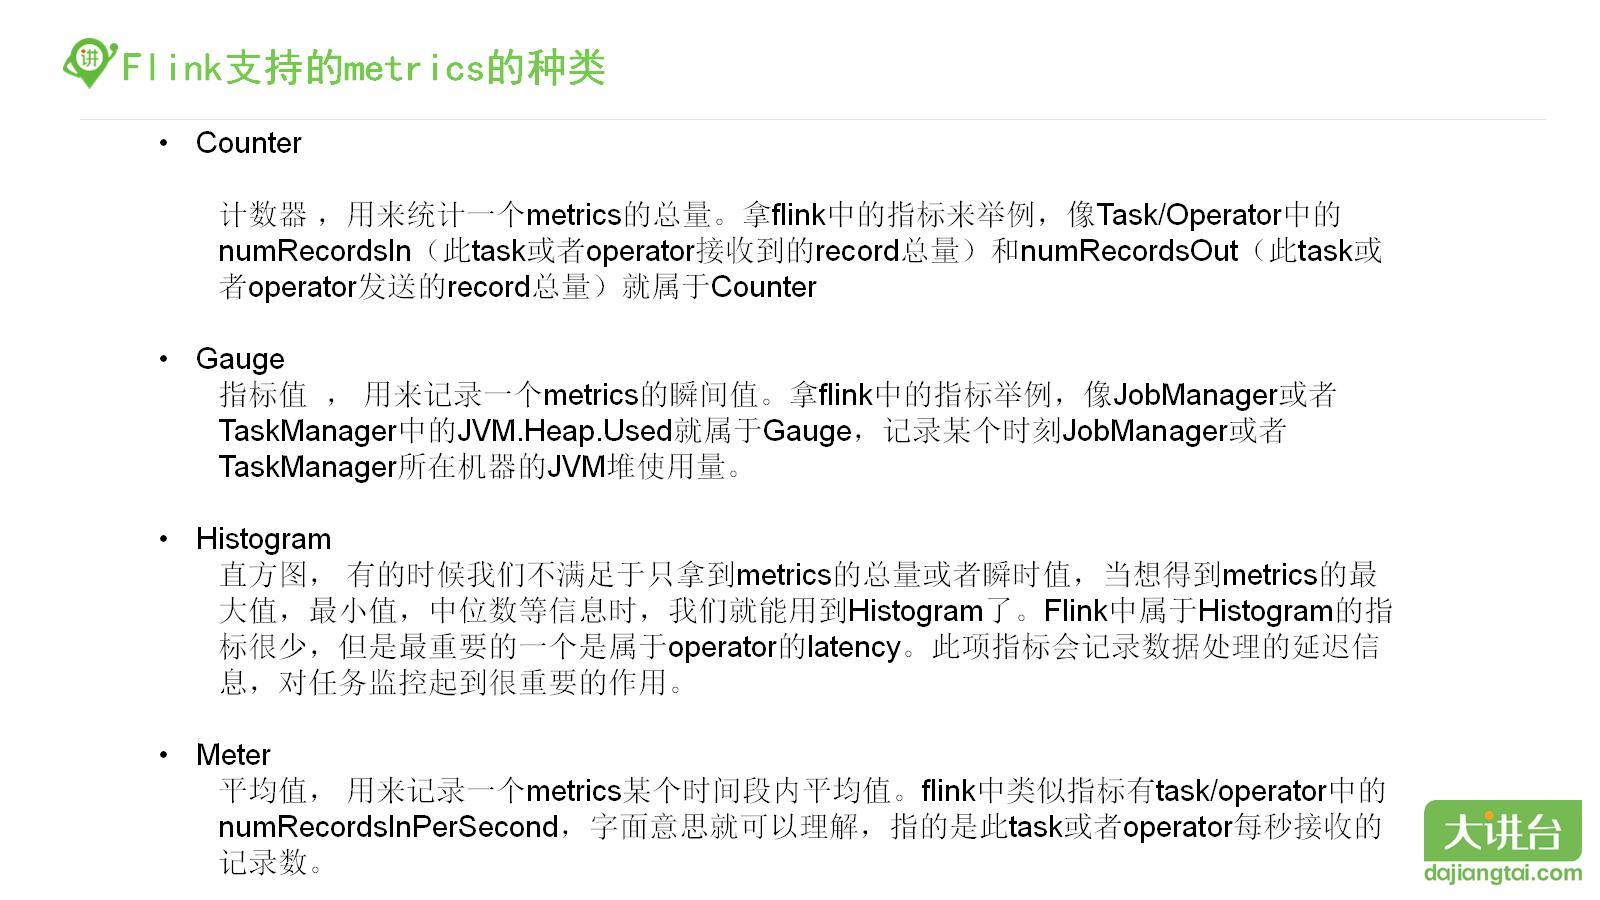 讲
Flink支持的metrics的种类
• Counter
计数器 ，用来统计一个metrics的总量。拿flink中的指标来举例，像Task/Operator中的
numRecordsIn（此task或者operator接收到的record总量）和numRecordsOut（此task或
者operator发送的record总量）就属于Counter
• Gauge
指标值 ， 用来记录一个metrics的瞬间值。拿flink中的指标举例，像JobManager或者
TaskManager中的JVM.Heap.Used就属于Gauge，记录某个时刻JobManager或者
TaskManager所在机器的JVM堆使用量。
• Histogram
直方图， 有的时候我们不满足于只拿到metrics的总量或者瞬时值，当想得到metrics的最
大值，最小值，中位数等信息时，我们就能用到Histogram了。Flink中属于Histogram的指
标很少，但是最重要的一个是属于operator的latency。此项指标会记录数据处理的延迟信
息，对任务监控起到很重要的作用。
• Meter
平均值， 用来记录一个metrics某个时间段内平均值。flink中类似指标有task/operator中的
numRecordsInPerSecond，字面意思就可以理解，指的是此task或者operator每秒接收的
记录数。
大讲台
dajiangtai.com